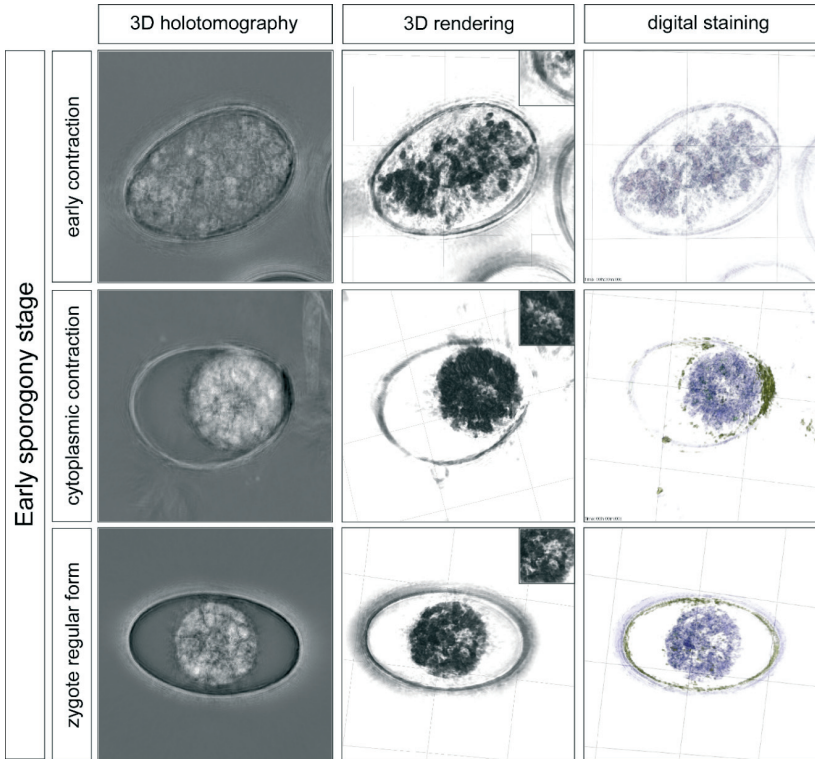 3D holotomography
3D rendering
digital staining
Early sporogony stage
early contraction
cytoplasmic contraction
zygote regular form